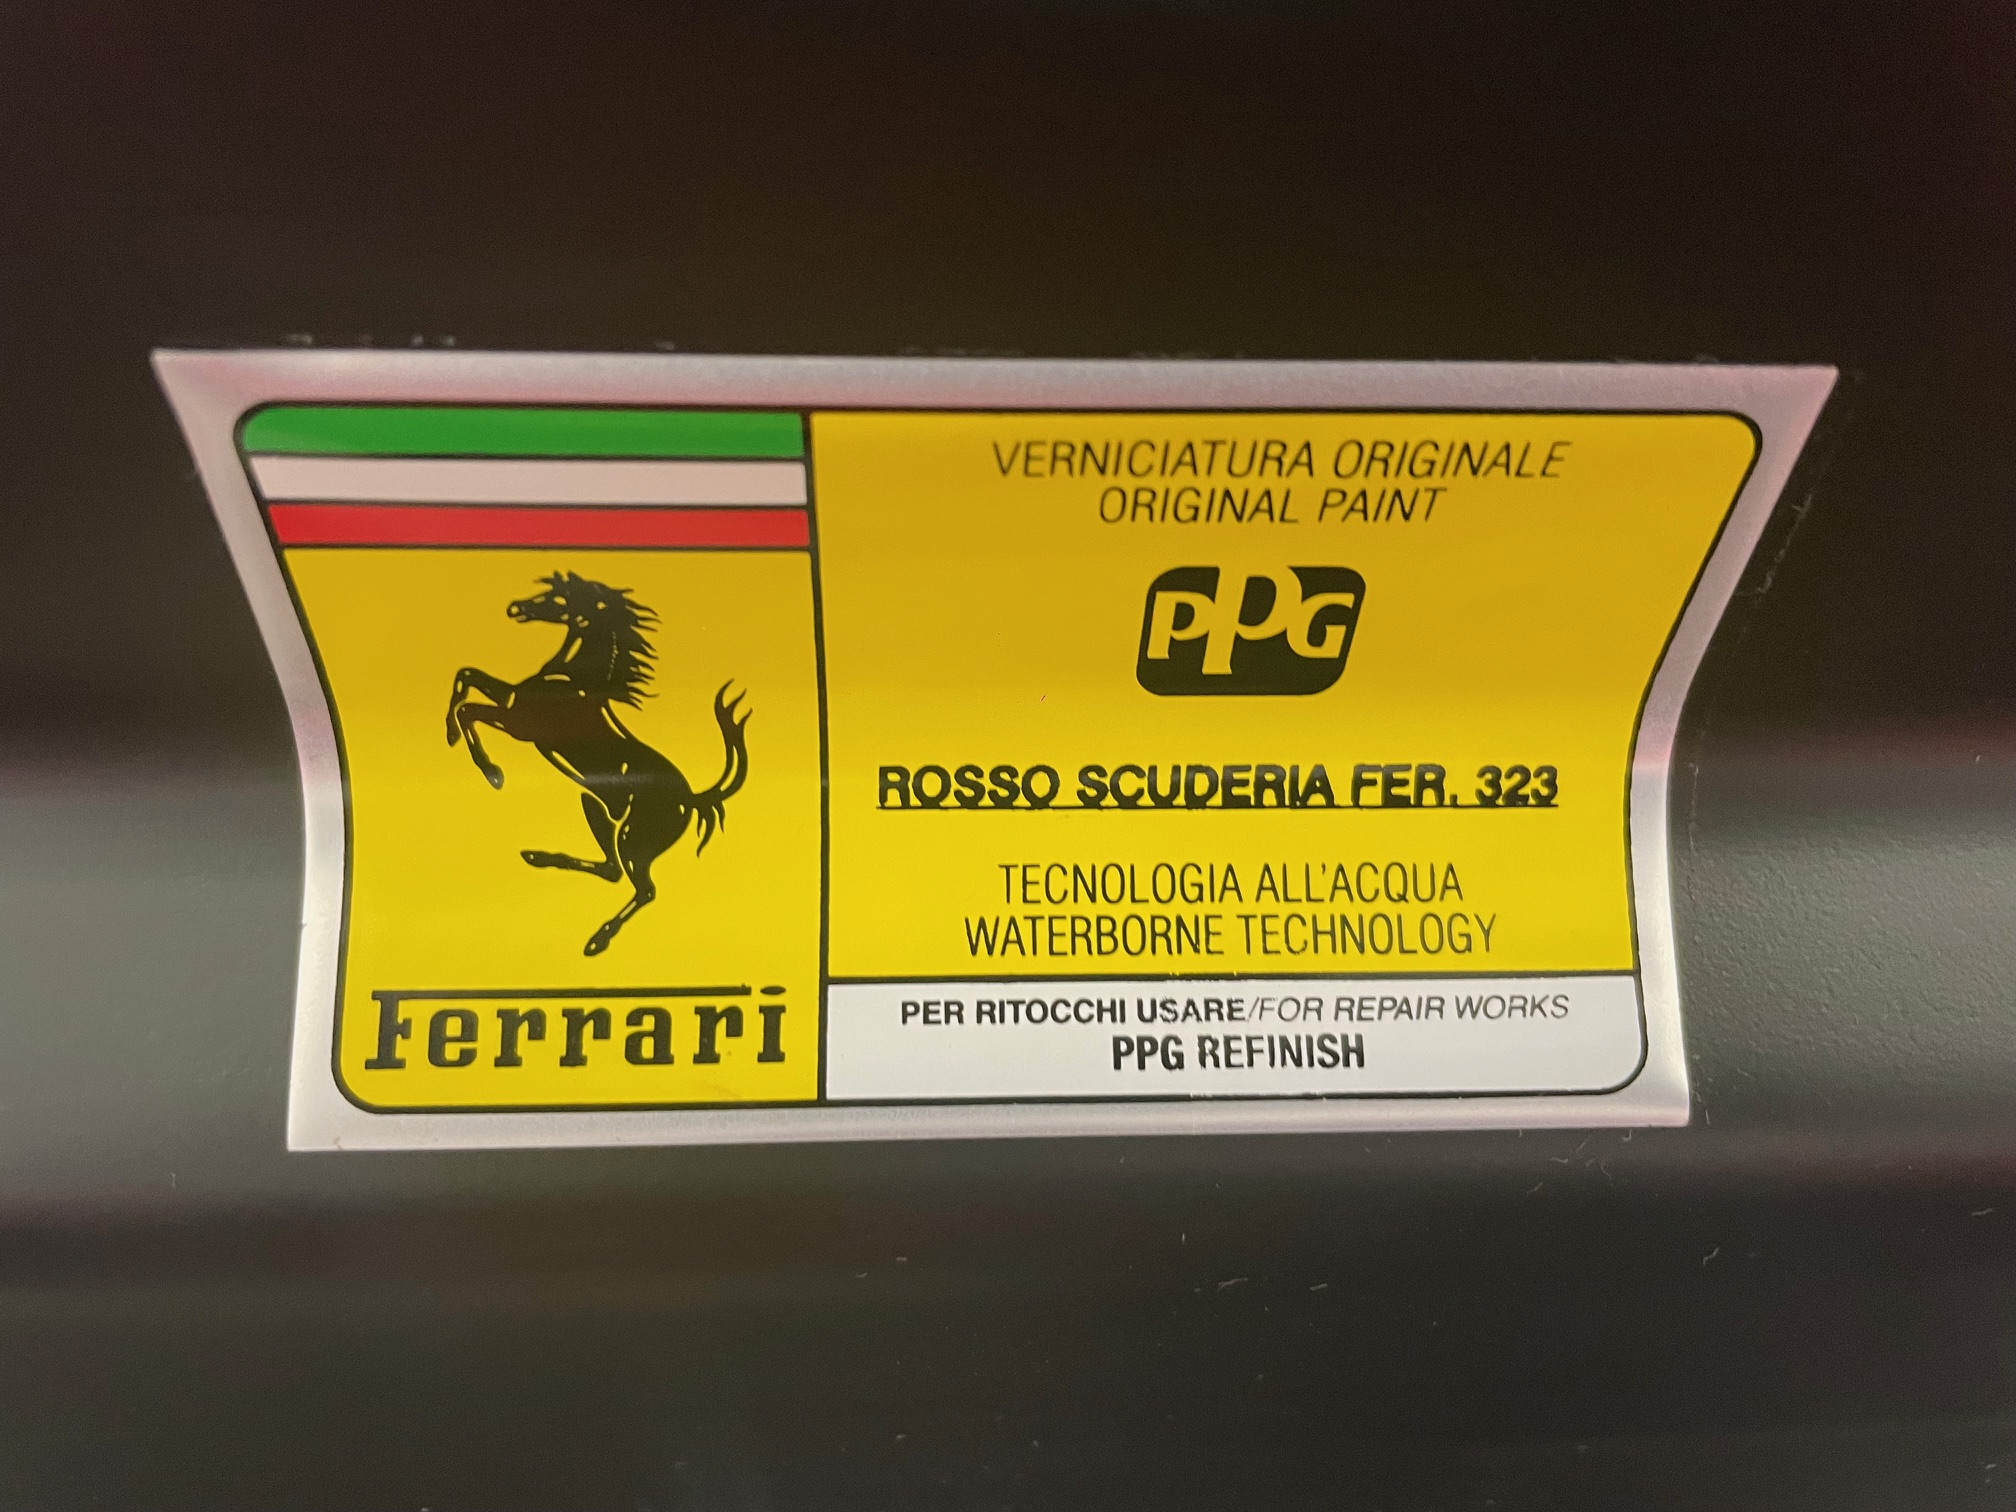 VERNICIATURA ORIGINALE
ORIGINAL PAINT
PPG
ROSSO SCUDERIA FER. 323
TECNOLOGIA ALL'ACQUA
WATERBORNE TECHNOLOGY
Ferrari
PER RITOCCHI USARE/FOR REPAIR WORKS
PPG REFINISH